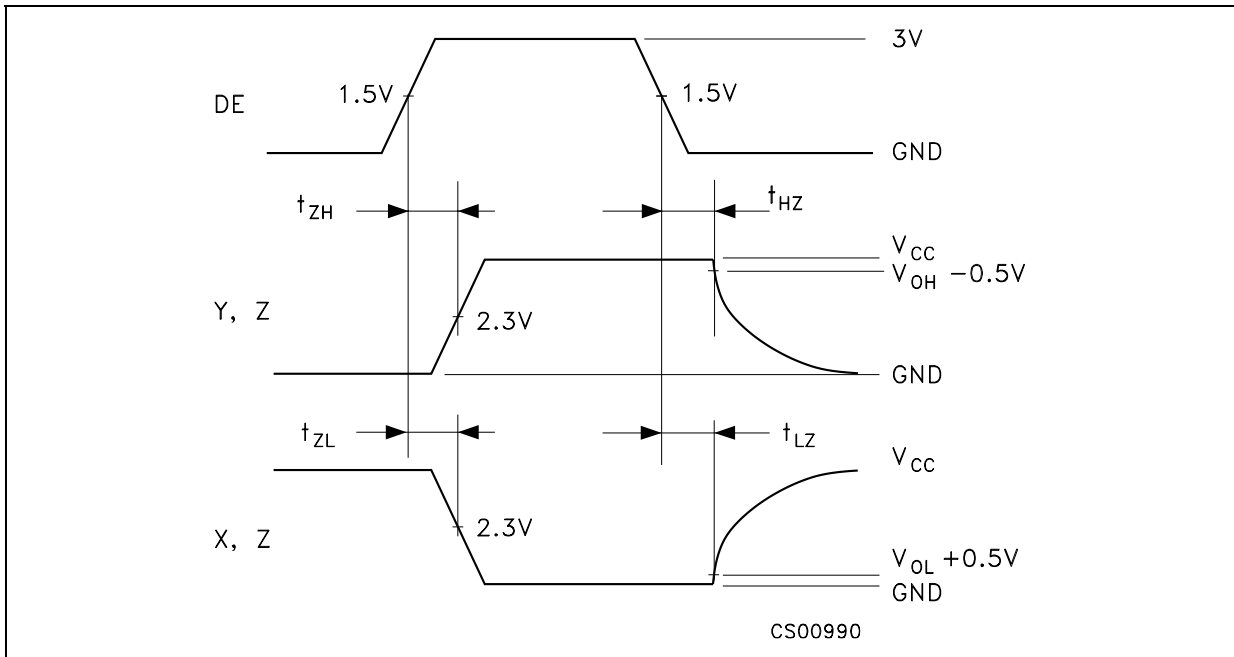 3V
1.5V
1.5V
DE
GND
tZH
tHZ
VCC
VOH -0.5V
2.3V
Y, Z
GND
tZL
tLZ
VCC
2.3V
X, Z
VOL +0.5V
GND
CS00990